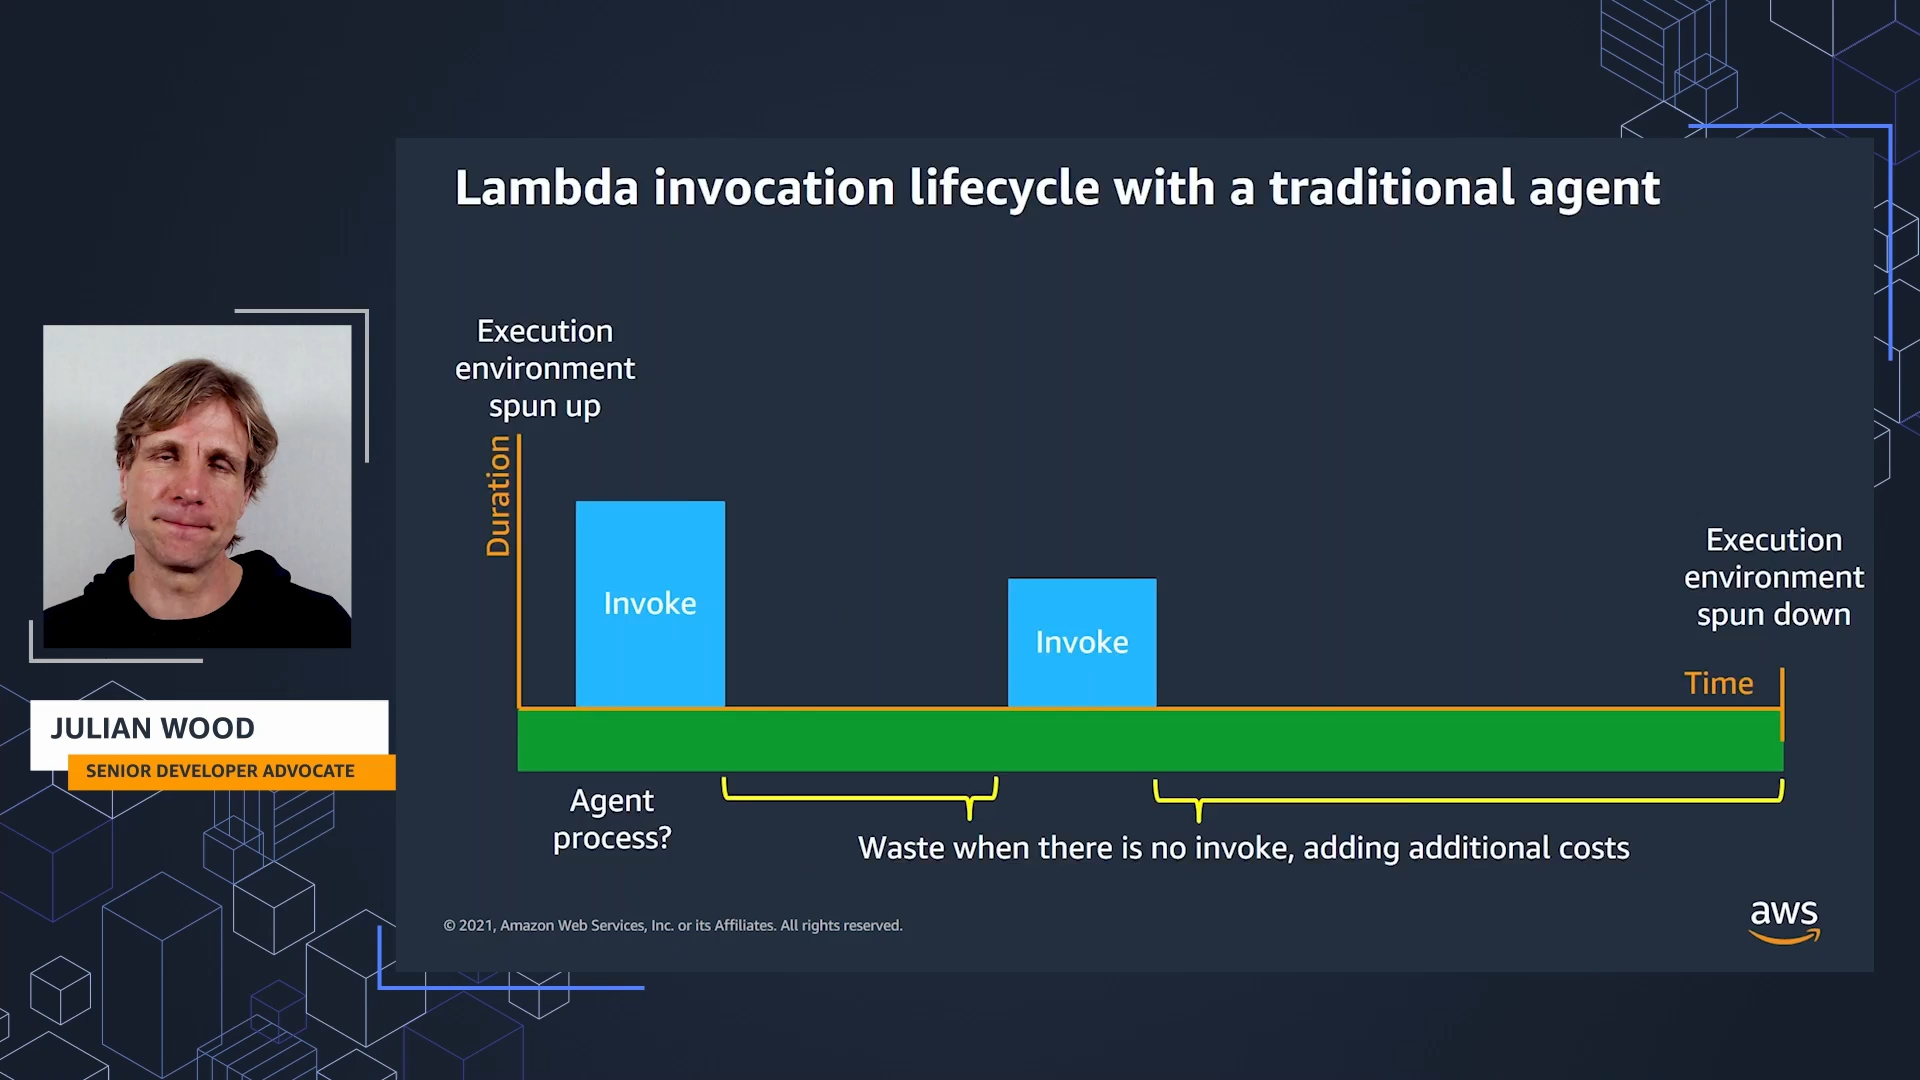 Lambda invocation lifecycle with a traditional agent
Execution
environment
spun up
Duration
Invoke
Invoke
Execution
environment
spun down
Time
JULIAN WOOD
SENIOR DEVELOPER ADVOCATE
Agent
process?
Waste when there is no invoke, adding additional costs
© 2021, Amazon Web Services, Inc. or its Affiliates. All rights reserved.
aws